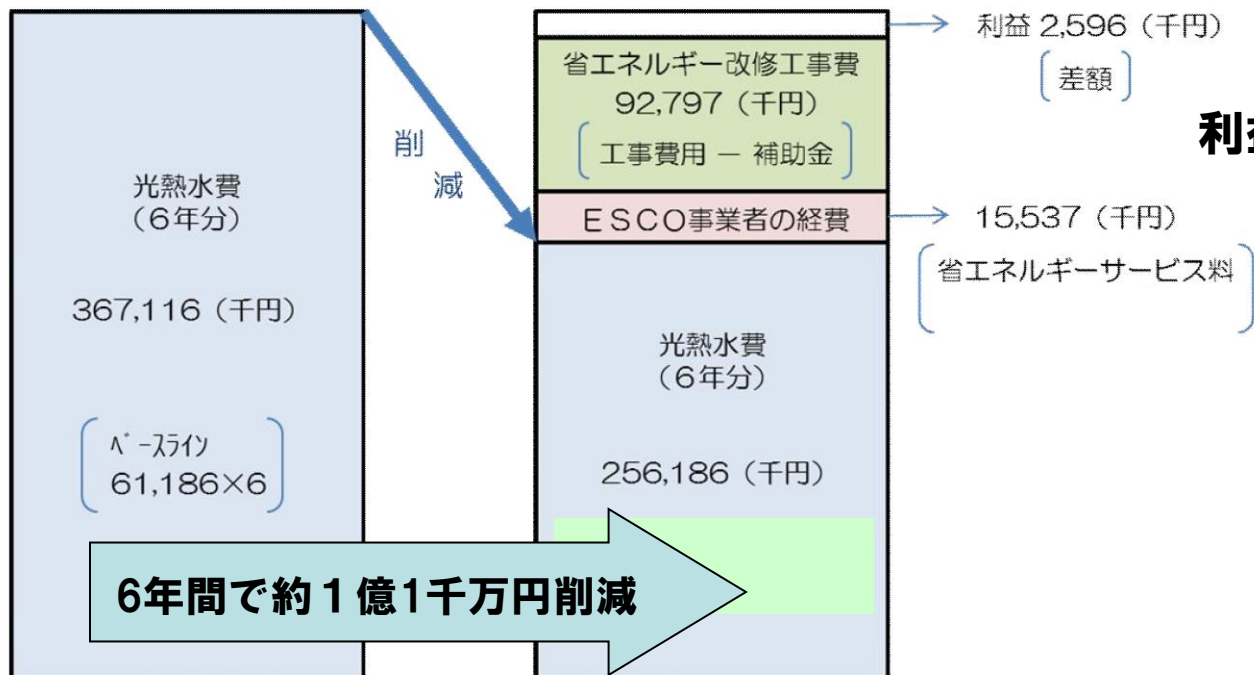 光熱水費
(6年分)
367,116 (千円)
ベースライン
61,186×6
削
減
省エネルギー改修工事費
92,797 (千円)
工事費用 － 補助金
ESCO事業者の経費
光熱水費
(6年分)
256,186 (千円)
6年間で約1億1千万円削減
利益 2,596 (千円)
差額
利益
15,537 (千円)
省エネルギーサービス料